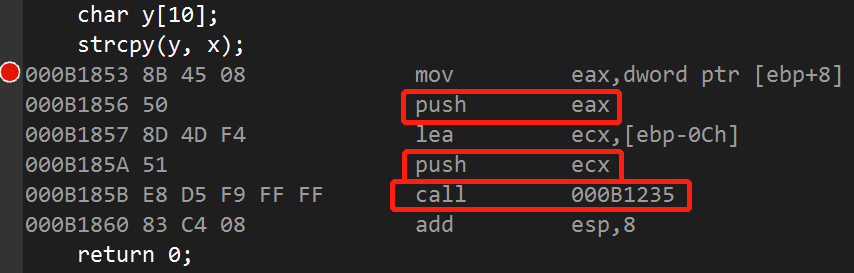 char y[10];
strcpy(y, x);
000B1853 8B 45 08 mov eax,dword ptr [ebp+8]
000B1856 50 push eax
000B1857 8D 4D F4 lea ecx,[ebp-0Ch]
000B185A 51 push ecx
000B185B E8 D5 F9 FF FF call 000B1235
000B1860 83 C4 08 add esp,8
return 0;